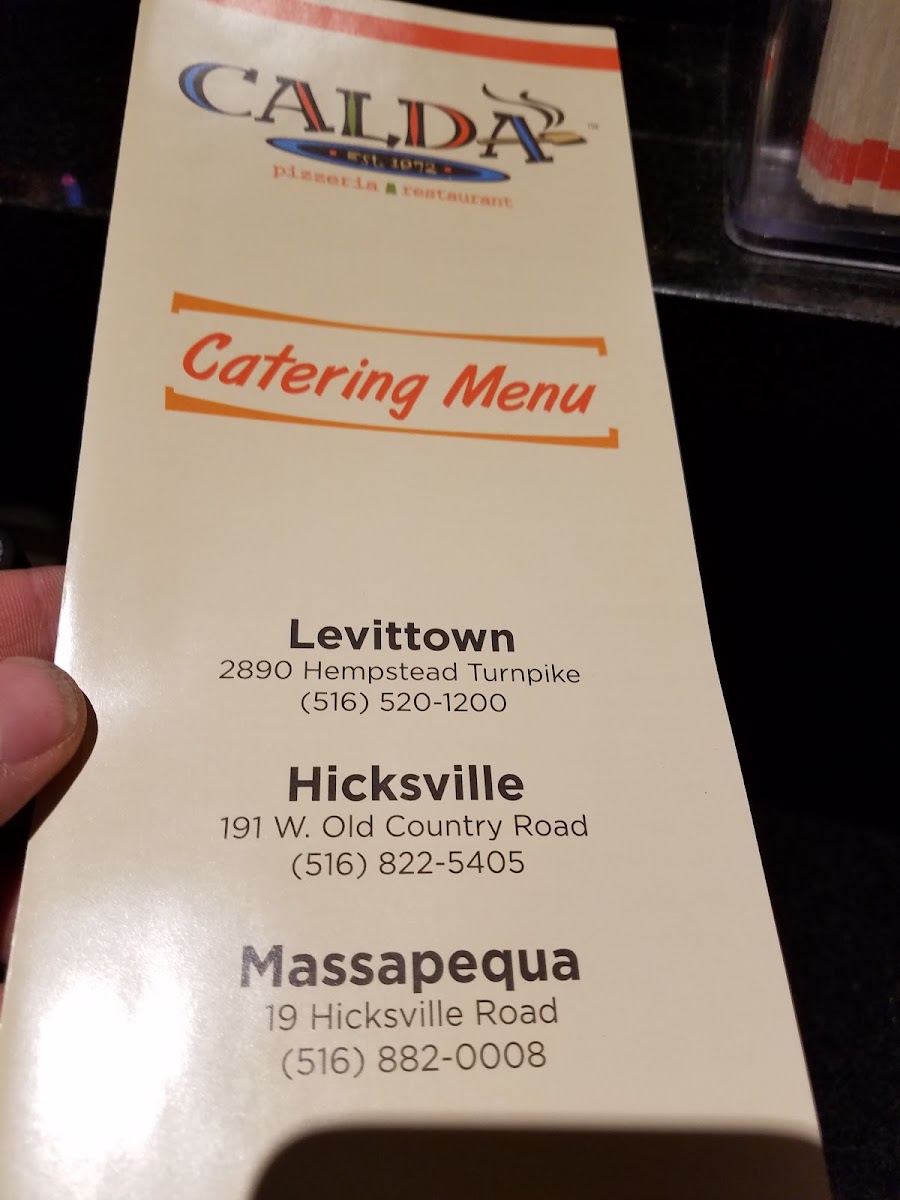 CALDA™
EST. 1972
pizzeria restaurant
Catering Menu
Levittown
2890 Hempstead Turnpike
(516) 520-1200
Hicksville
191 W. Old Country Road
(516) 822-5405
Massapequa
19 Hicksville Road
(516) 882-0008